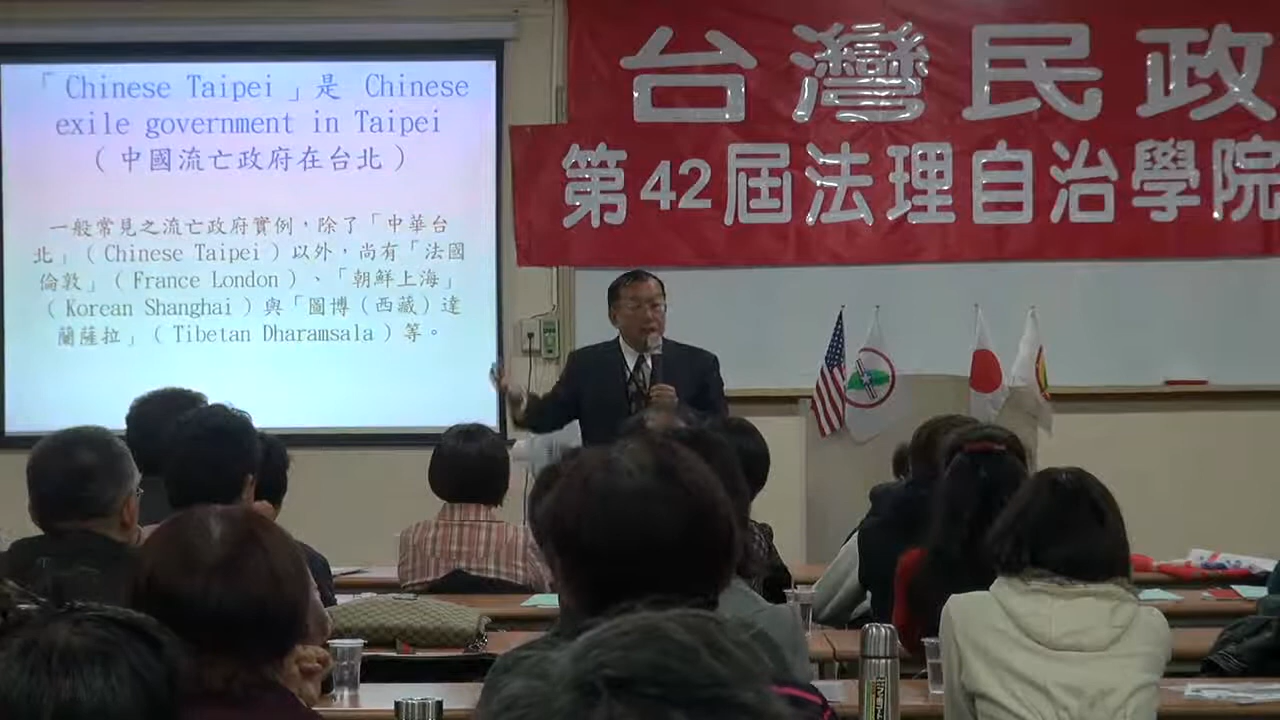 「Chinese Taipei」是 Chinese
exile government in Taipei
(中國流亡政府在台北)
一般常見之流亡政府實例,除了「中華台
北」(Chinese Taipei)以外,尚有「法國
倫敦」(France London)、「朝鮮上海」
(Korean Shanghai)與「圖博(西藏)達
蘭薩拉」(Tibetan Dharamsala)等。
台灣民政
第42屆法理自治學院